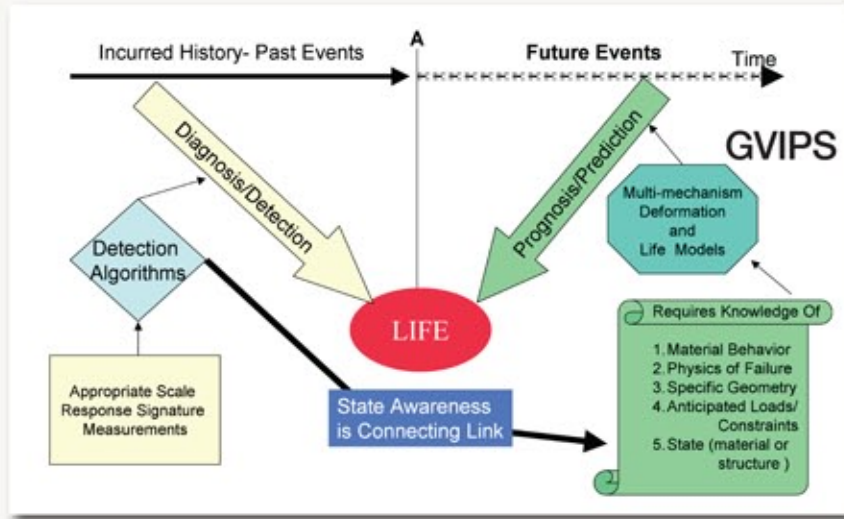 Incurred History- Past Events
A
Future Events
Time
Diagnosis/Detection
Prognosis/Prediction
GVIPS
Multi-mechanism
Deformation
and
Life Models
Detection
Algorithms
LIFE
Appropriate Scale
Response Signature
Measurements
State Awareness
is Connecting Link
Requires Knowledge Of
1. Material Behavior
2. Physics of Failure
3. Specific Geometry
4. Anticipated Loads/
Constraints
5. State (material or
structure )